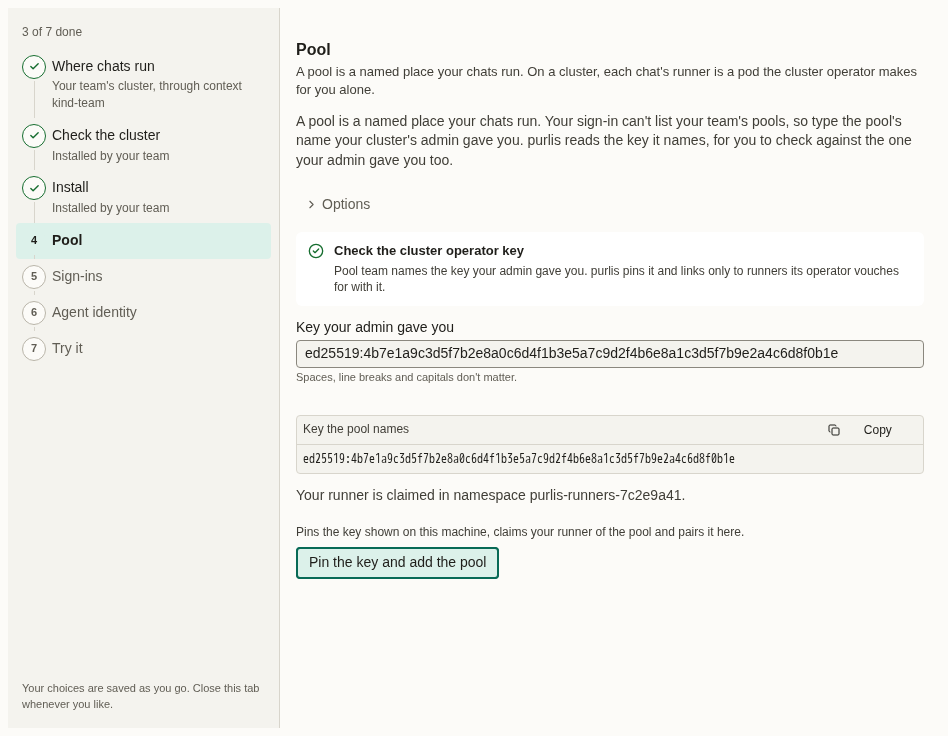 3 of 7 done
Where chats run
Your team's cluster, through context
kind-team
Check the cluster
Installed by your team
Install
Installed by your team
4 Pool
5 Sign-ins
6 Agent identity
7 Try it
Your choices are saved as you go. Close this tab
whenever you like.
Pool
A pool is a named place your chats run. On a cluster, each chat's runner is a pod the cluster operator makes
for you alone.
A pool is a named place your chats run. Your sign-in can't list your team's pools, so type the pool's
name your cluster's admin gave you. purlis reads the key it names, for you to check against the one
your admin gave you too.
Options
Check the cluster operator key
Pool team names the key your admin gave you. purlis pins it and links only to runners its operator vouches
for with it.
Key your admin gave you
ed25519:4b7e1a9c3d5f7b2e8a0c6d4f1b3e5a7c9d2f4b6e8a1c3d5f7b9e2a4c6d8f0b1e
Spaces, line breaks and capitals don't matter.
Key the pool names
Copy
ed25519:4b7e1a9c3d5f7b2e8a0c6d4f1b3e5a7c9d2f4b6e8a1c3d5f7b9e2a4c6d8f0b1e
Your runner is claimed in namespace purlis-runners-7c2e9a41.
Pins the key shown on this machine, claims your runner of the pool and pairs it here.
Pin the key and add the pool